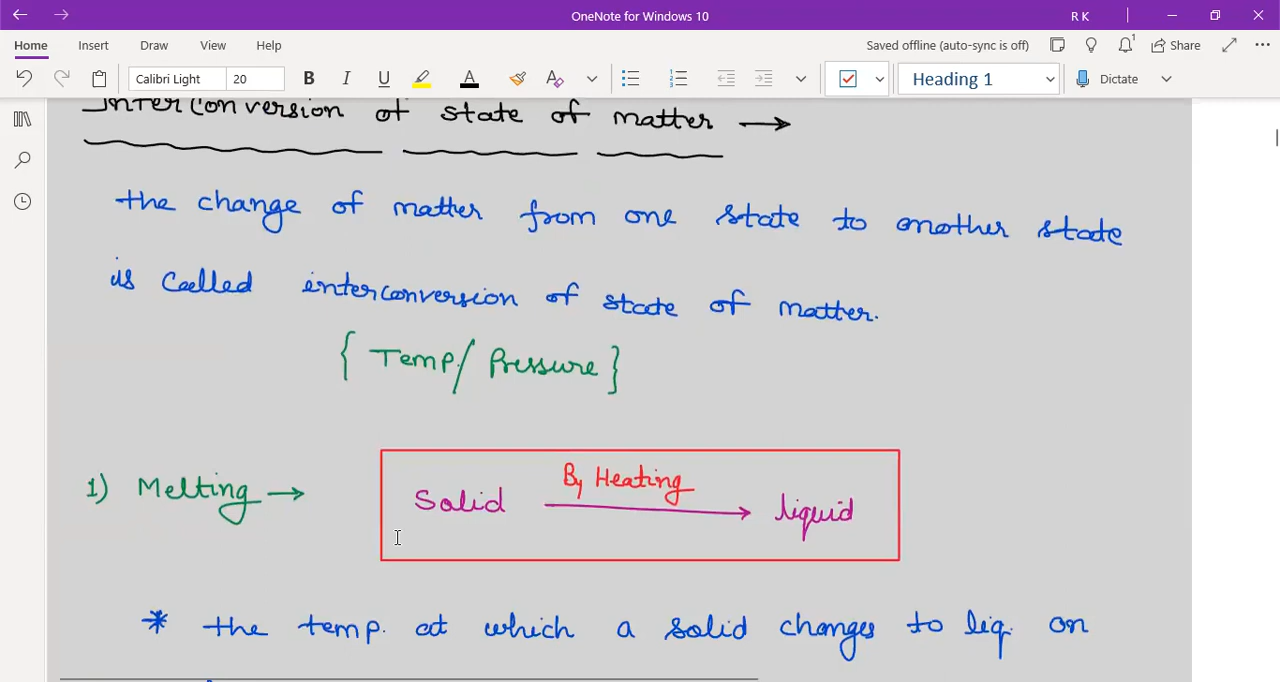 OneNote for Windows 10
R K
Home Insert Draw View Help
Saved offline (auto-sync is off)
Share
Calibri Light 20 B I U A
Heading 1
Dictate
Interconversion of state of matter →
the change of matter from one state to another state
is called interconversion of state of matter.
{ Temp./ Pressure }
1) Melting → Solid By Heating → liquid
* the temp. at which a solid changes to liq. on